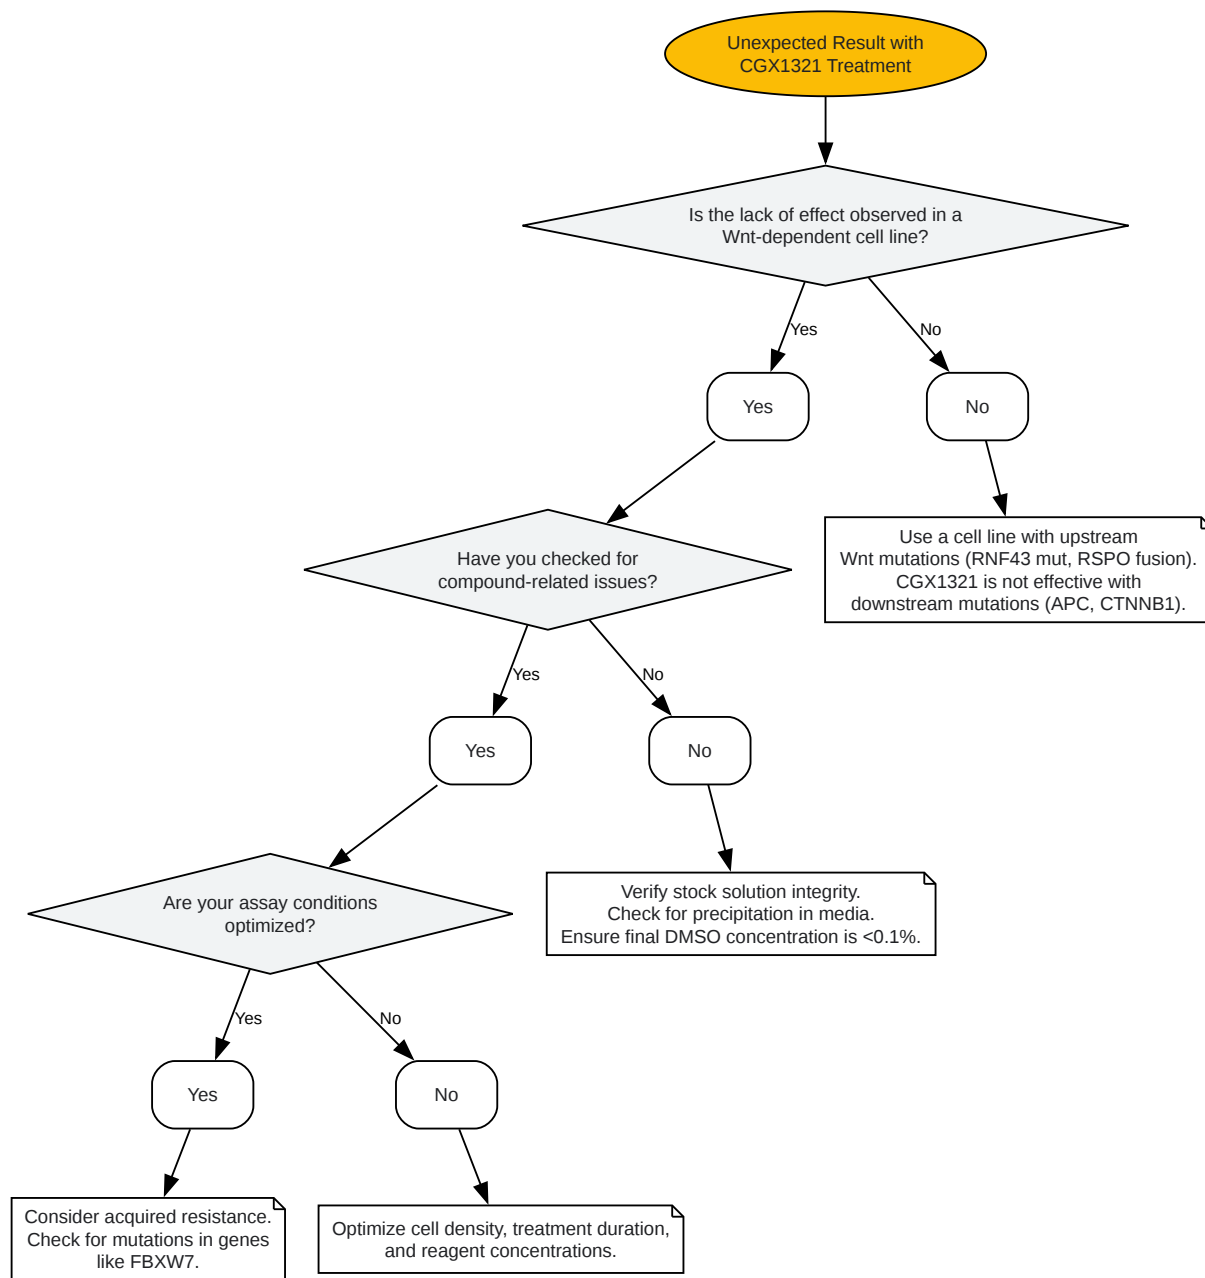 Unexpected Result with
CGX1321 Treatment
Is the lack of effect observed in a
Wnt-dependent cell line?
Yes
No
Yes
No
Use a cell line with upstream
Wnt mutations (RNF43 mut, RSPO fusion).
CGX1321 is not effective with
downstream mutations (APC, CTNNB1).
Have you checked for
compound-related issues?
Yes
No
Yes
No
Verify stock solution integrity.
Check for precipitation in media.
Ensure final DMSO concentration is <0.1%.
Are your assay conditions
optimized?
Yes
No
Yes
No
Consider acquired resistance.
Check for mutations in genes
like FBXW7.
Optimize cell density, treatment duration,
and reagent concentrations.